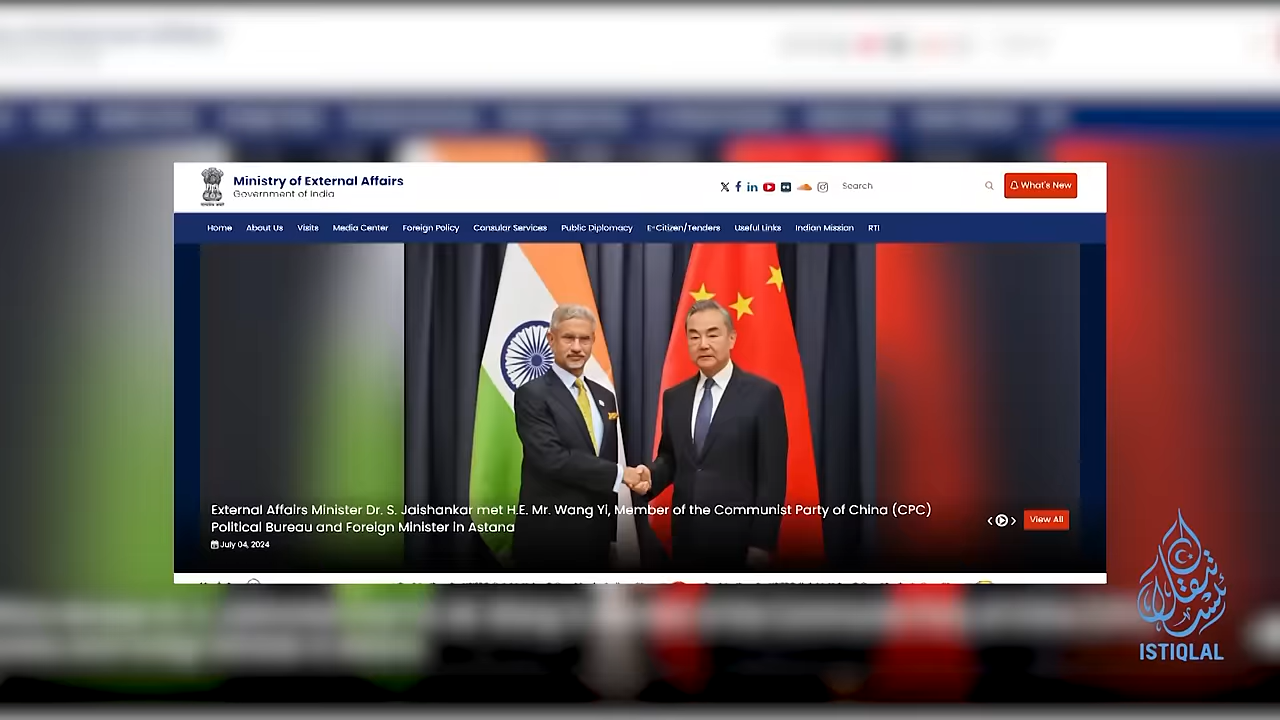 Ministry of External Affairs
Government of India
Search
What's New
Home About Us Visits Media Center Foreign Policy Consular Services Public Diplomacy E-Citizen/Tenders Useful Links Indian Mission RTI
External Affairs Minister Dr. S. Jaishankar met H.E. Mr. Wang Yi, Member of the Communist Party of China (CPC)
Political Bureau and Foreign Minister in Astana
View All
July 04, 2024
ISTIQLAL